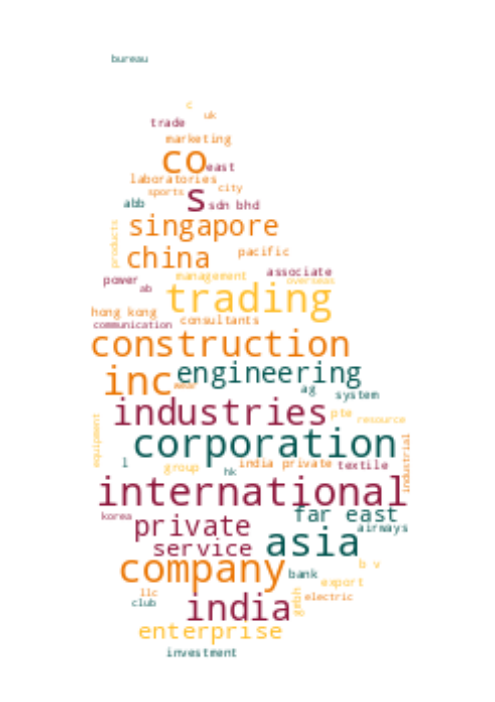 bureau
c
uk
trade
marketing
co east
laboratories
sports city
abb s sdn bhd
products
singapore
china pacific
management associate
power overseas
ab
trading
hong kong
communication consultants
construction
inc engineering
wear
ag system
industries pte resource
equipment
corporation
industrial
l group hk india private textile
international
korea private far east
airways
service asia
company bank b v
export
llc electric
club india gmbh
enterprise
investment